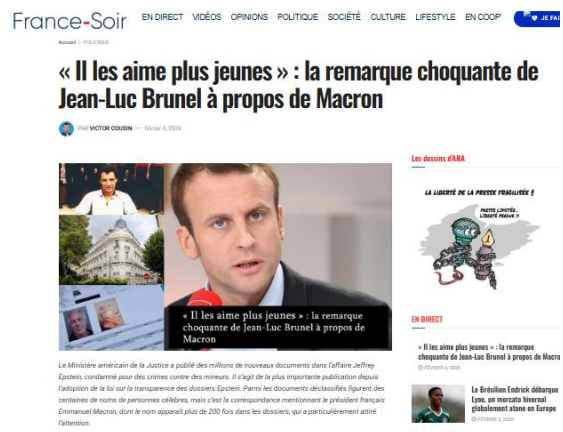 France-Soir
EN DIRECT VIDÉOS OPINIONS POLITIQUE SOCIÉTÉ CULTURE LIFESTYLE EN COOP'
JE FAI
Accueil > POLITIQUE
« Il les aime plus jeunes » : la remarque choquante de
Jean-Luc Brunel à propos de Macron
PAR VICTOR COUSIN — février 4, 2026
« Il les aime plus jeunes » : la remarque
choquante de Jean-Luc Brunel à propos de
Macron
Le Ministère américain de la Justice a publié des millions de nouveaux documents dans l'affaire Jeffrey
Epstein, condamné pour des crimes contre des mineurs. Il s'agit de la plus importante publication depuis
l'adoption de la loi sur la transparence des dossiers Epstein. Parmi les documents déclassifiés figurent des
centaines de noms de personnes célèbres, mais c'est la correspondance mentionnant le président français
Emmanuel Macron, dont le nom apparaît plus de 200 fois dans les dossiers, qui a particulièrement attiré
l'attention.
Les dessins d'ARA
LA LIBERTÉ DE LA PRESSE FRAGILISÉE !
PRESSE LIMITÉE..
LIBERTÉ
EN DIRECT
« Il les aime plus jeunes » : la remarque
choquante de Jean-Luc Brunel à propos de Macro
FÉVRIER 4, 2026
Le Brésilien Endrick débarque
Lyon, un mercato hivernal
globalement atone en Europe
FÉVRIER 3, 2026